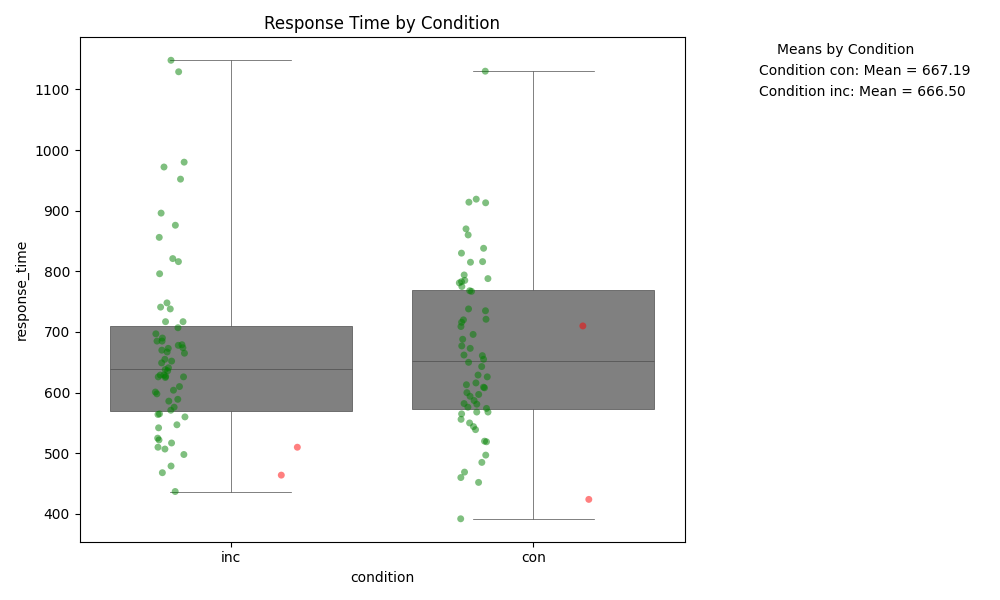 Response Time by Condition
Means by Condition
Condition con: Mean = 667.19
Condition inc: Mean = 666.50
1100
1000
900
800
700
600
500
400
response_time
inc
con
condition